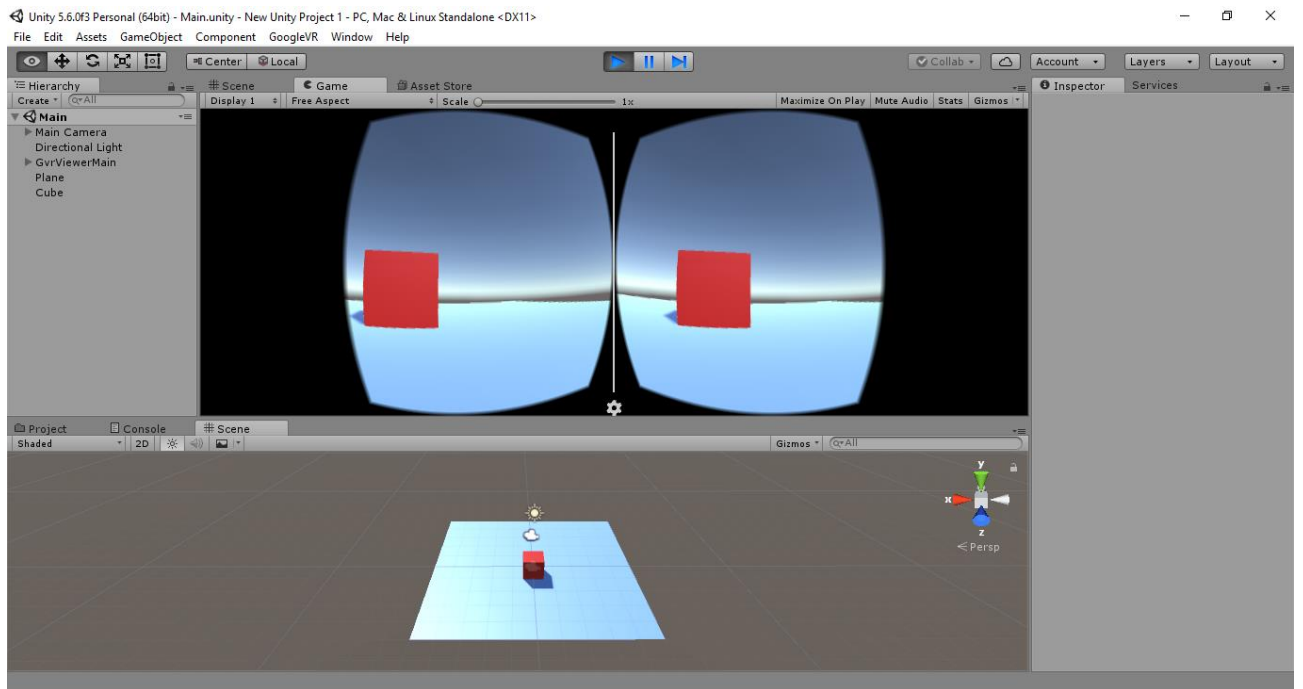 Unity 5.6.0f3 Personal (64bit) - Main.unity - New Unity Project 1 - PC, Mac & Linux Standalone <DX11>
File Edit Assets GameObject Component GoogleVR Window Help
Center Local Collab Account Layers Layout
Hierarchy Scene Game Asset Store Inspector Services
Create All Display 1 Free Aspect Scale 1x Maximize On Play Mute Audio Stats Gizmos
Main
Main Camera
Directional Light
GvrViewerMain
Plane
Cube
Project Console Scene
Shaded 2D Gizmos All
y
x
z
Persp